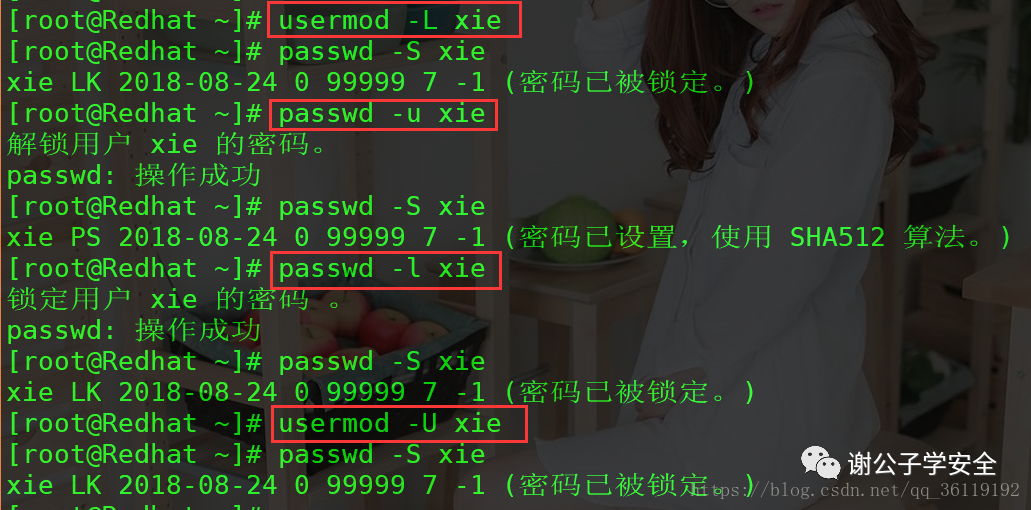 [root@Redhat ~]# usermod -L xie
[root@Redhat ~]# passwd -S xie
xie LK 2018-08-24 0 99999 7 -1 (密码已被锁定。)
[root@Redhat ~]# passwd -u xie
解锁用户 xie 的密码。
passwd: 操作成功
[root@Redhat ~]# passwd -S xie
xie PS 2018-08-24 0 99999 7 -1 (密码已设置，使用 SHA512 算法。)
[root@Redhat ~]# passwd -l xie
锁定用户 xie 的密码 。
passwd: 操作成功
[root@Redhat ~]# passwd -S xie
xie LK 2018-08-24 0 99999 7 -1 (密码已被锁定。)
[root@Redhat ~]# usermod -U xie
[root@Redhat ~]# passwd -S xie
谢公子学安全
xie LK 2018-08-24 0 99999 7 -1 (密码已被锁定。)
https://blog.csdn.net/qq_36119192